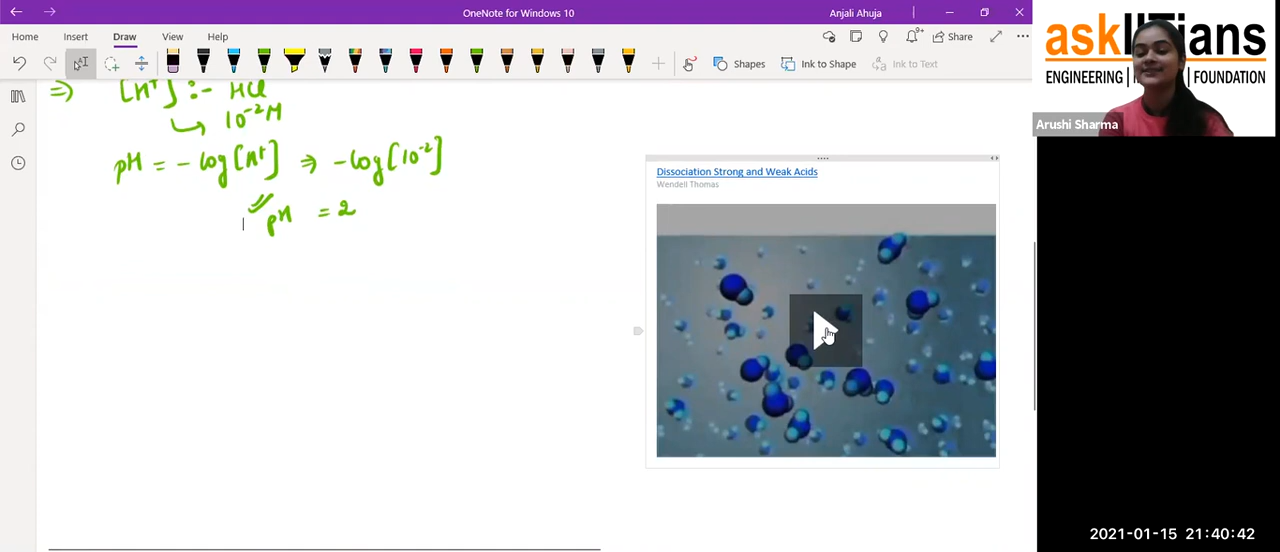 OneNote for Windows 10
Anjali Ahuja
Home Insert Draw View Help
Share
Shapes Ink to Shape Ink to Text
⇒) [H+] :- HCl
↳ 10⁻² M
pH = - log [H+] ⇒ - log [10⁻²]
pH = 2
Dissociation Strong and Weak Acids
Wendell Thomas
askIITians
ENGINEERING | FOUNDATION
Arushi Sharma
2021-01-15 21:40:42